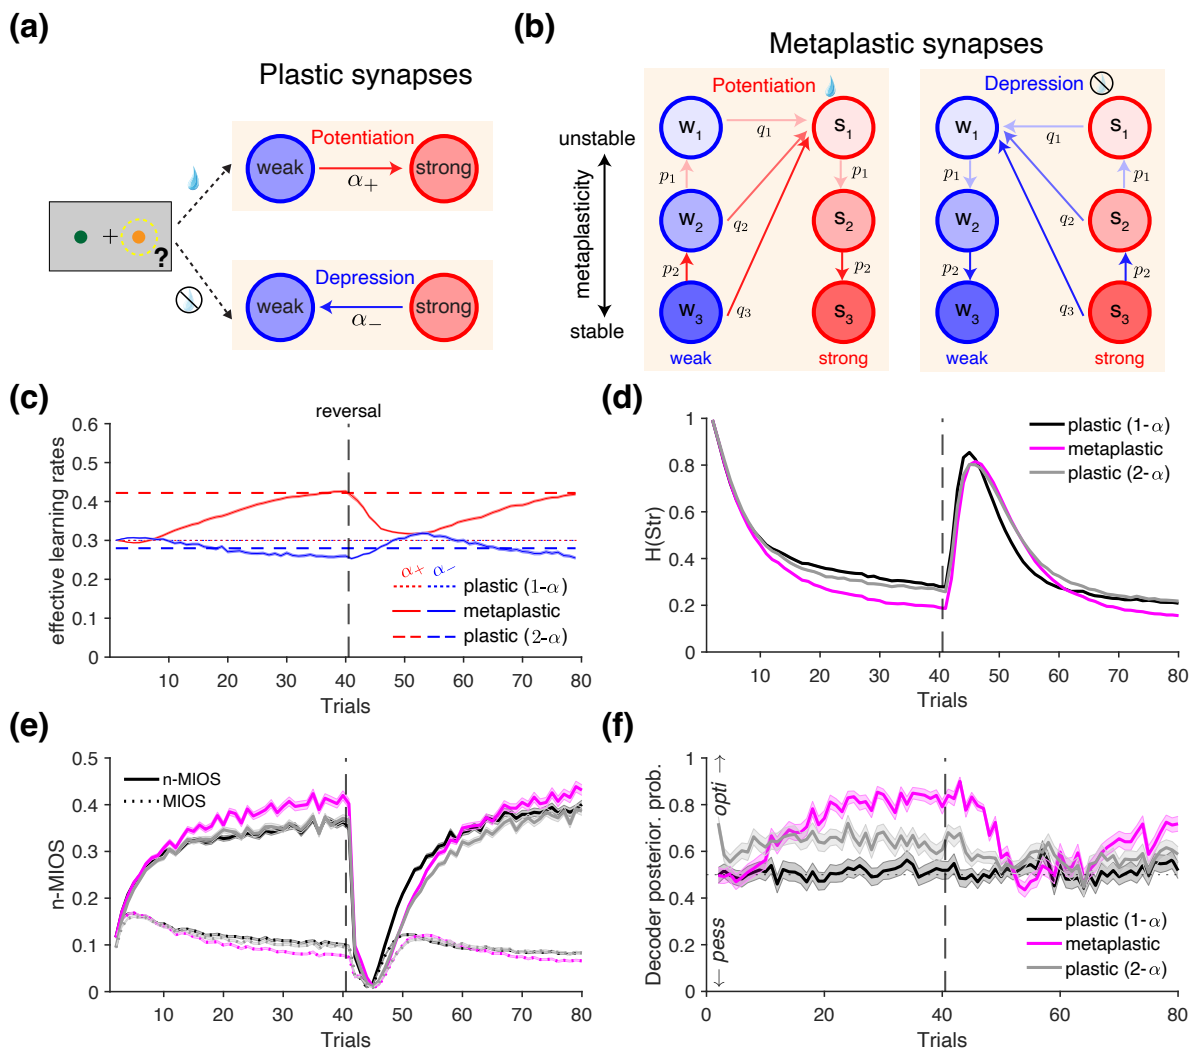 (a)
Plastic synapses
Potentiation
weak
strong
α+
+
?
Depression
weak
strong
α−
(b)
Metaplastic synapses
unstable
metaplasticity
stable
Potentiation
w1
s1
q1
p1
p1
w2
s2
q2
p2
p2
w3
s3
q3
weak
strong
Depression
w1
s1
q1
p1
p1
w2
s2
q2
p2
p2
w3
s3
q3
weak
strong
(c)
reversal
effective learning rates
0.6
0.5
0.4
0.3
0.2
0.1
0
α+ α−
plastic (1-α)
metaplastic
plastic (2-α)
10 20 30 40 50 60 70 80
Trials
(d)
H(Str)
1
0.8
0.6
0.4
0.2
0
plastic (1-α)
metaplastic
plastic (2-α)
10 20 30 40 50 60 70 80
Trials
(e)
n-MIOS
0.5
0.4
0.3
0.2
0.1
0
n-MIOS
MIOS
10 20 30 40 50 60 70 80
Trials
(f)
Decoder posterior. prob.
1
0.8
0.6
0.4
0.2
0
← pess opti →
plastic (1-α)
metaplastic
plastic (2-α)
0 20 40 60 80
Trials